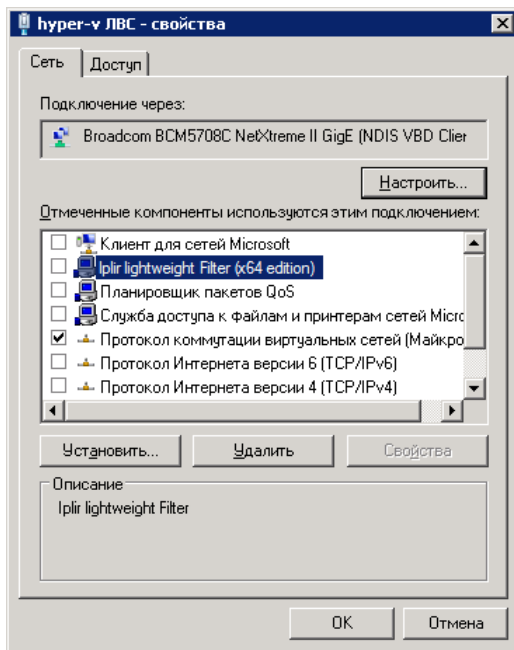 hyper-v ЛВС - свойства
Сеть
Доступ
Подключение через:
Broadcom BCM5708C NetXtreme II GigE (NDIS VBD Clier
Настроить...
Отмеченные компоненты используются этим подключением:
Клиент для сетей Microsoft
Iplir lightweight Filter (x64 edition)
Планировщик пакетов QoS
Служба доступа к файлам и принтерам сетей Micro
Протокол коммутации виртуальных сетей (Майкро
Протокол Интернета версии 6 (TCP/IPv6)
Протокол Интернета версии 4 (TCP/IPv4)
Установить...
Удалить
Свойства
Описание
Iplir lightweight Filter
OK
Отмена